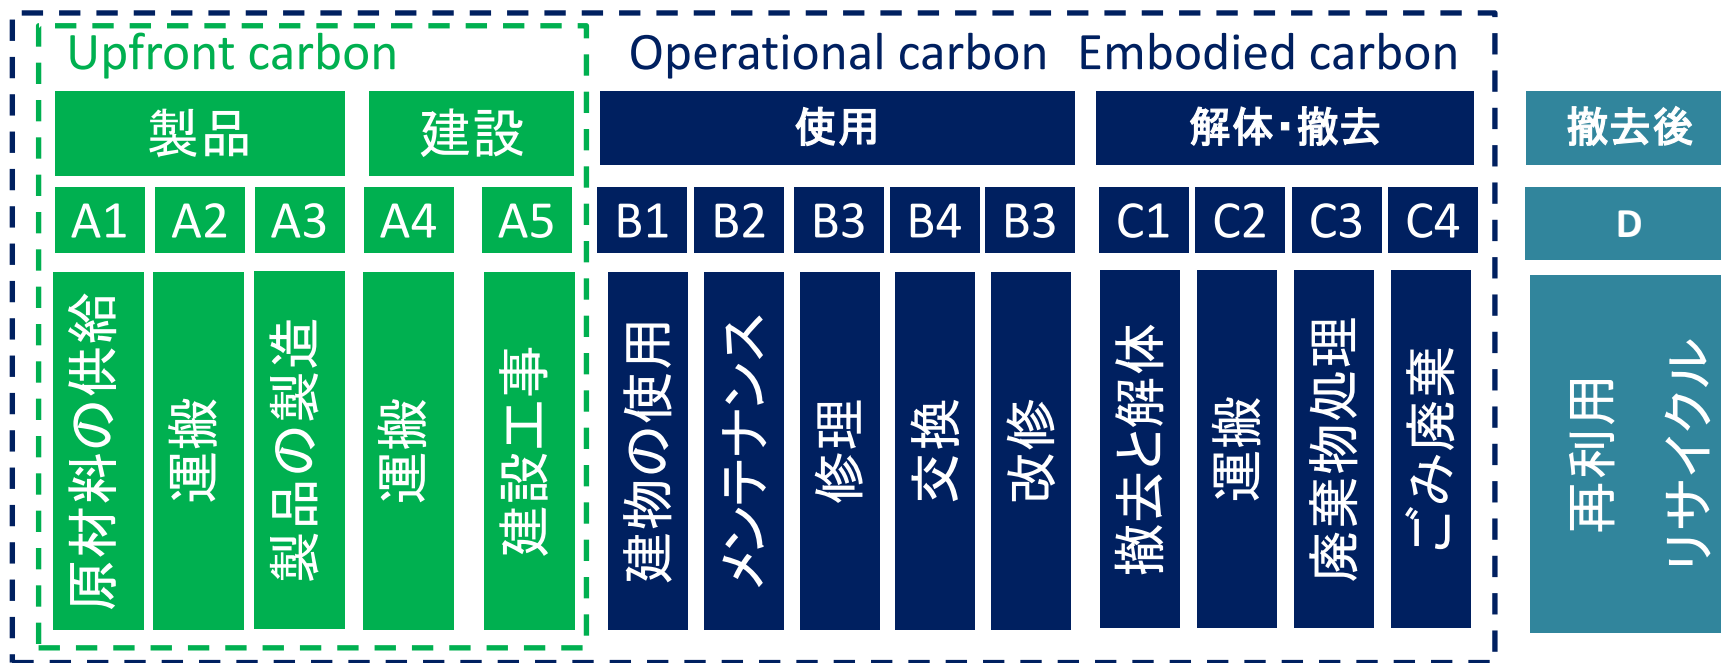 Upfront carbon
Operational carbon
Embodied carbon
製品
建設
使用
解体・撤去
撤去後
A1
A2
A3
A4
A5
B1
B2
B3
B4
B3
C1
C2
C3
C4
D
原材料の供給
運搬
製品の製造
運搬
建設工事
建物の使用
メンテナンス
修理
交換
改修
撤去と解体
運搬
廃棄物処理
ごみ廃棄
再利用
リサイクル